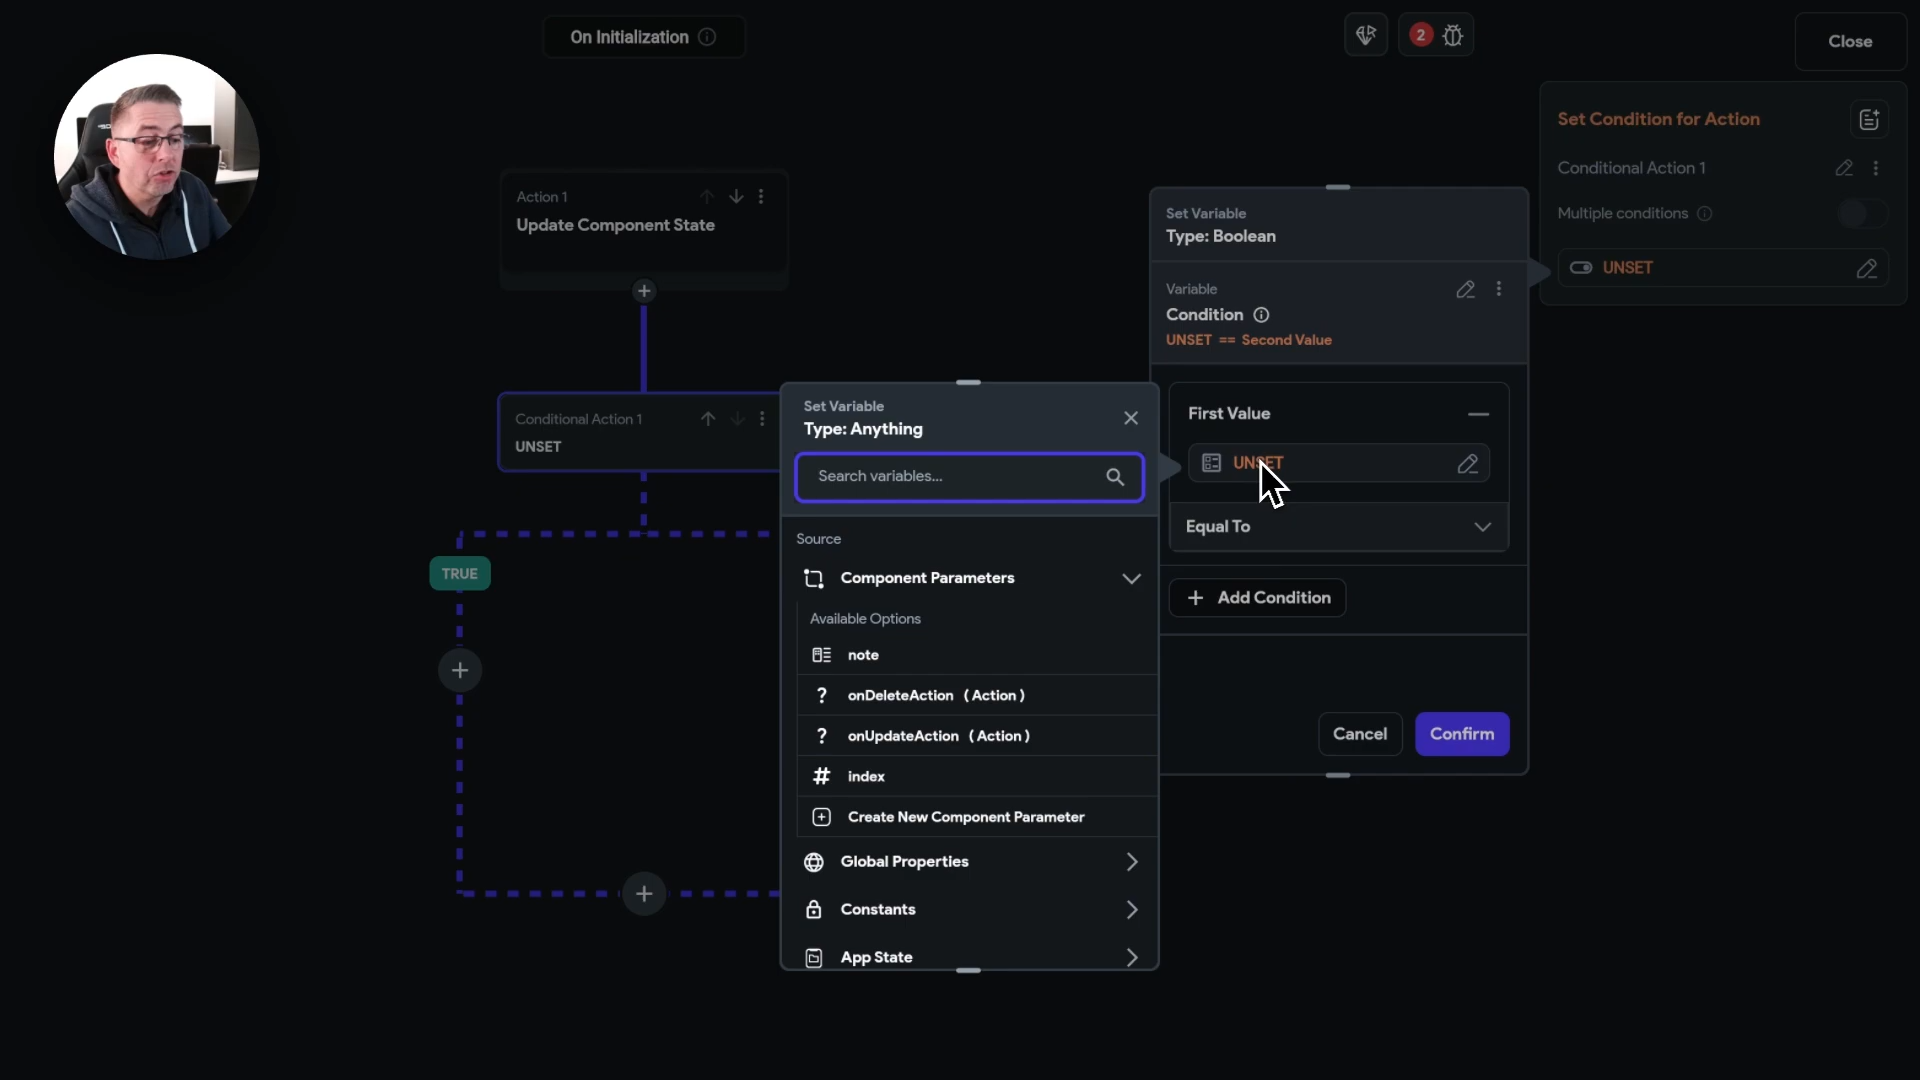 On Initialization
2
Close
Set Condition for Action
Conditional Action 1
Multiple conditions
UNSET
Action 1
Update Component State
Conditional Action 1
UNSET
TRUE
Set Variable
Type: Boolean
Variable
Condition
UNSET == Second Value
First Value
UNSET
Equal To
Add Condition
Cancel
Confirm
Set Variable
Type: Anything
Search variables...
Source
Component Parameters
Available Options
note
? onDeleteAction (Action)
? onUpdateAction (Action)
# index
Create New Component Parameter
Global Properties
Constants
App State